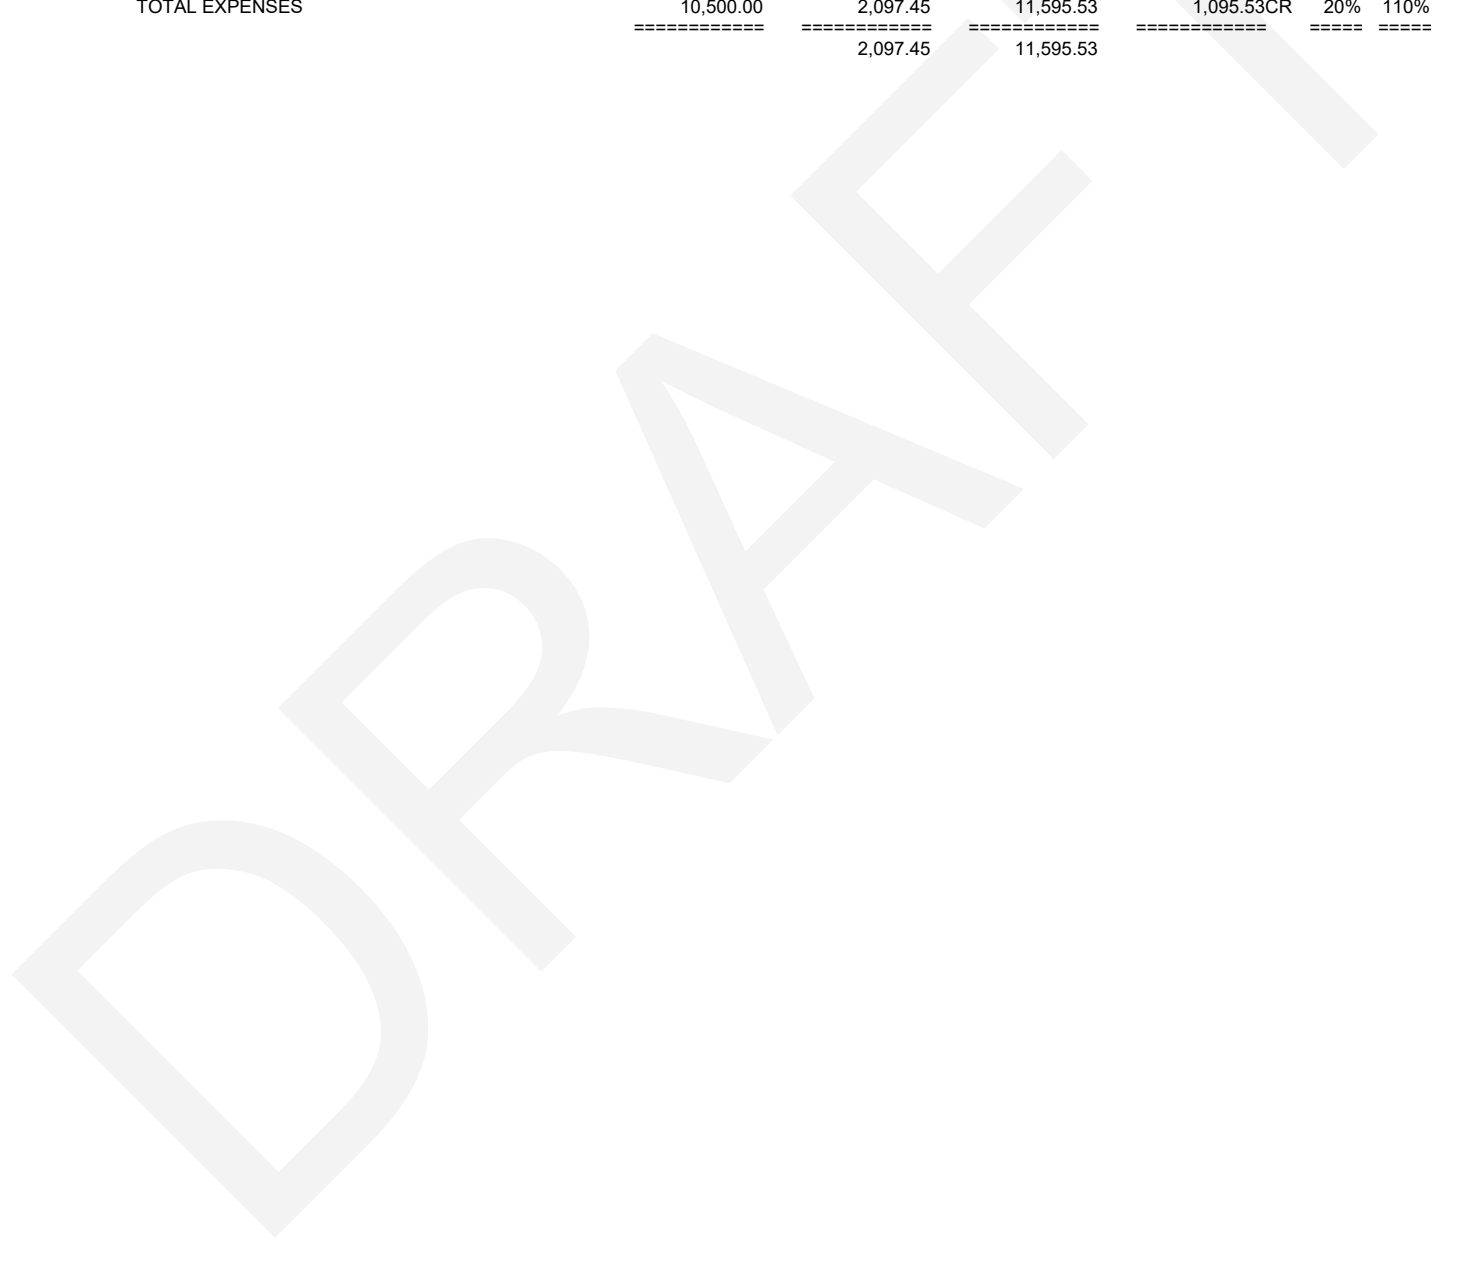 TOTAL EXPENSES 10,500.00 2,097.45 11,595.53 1,095.53CR 20% 110%
============ ============ ============ ============ ===== =====
2,097.45 11,595.53
DRAFT